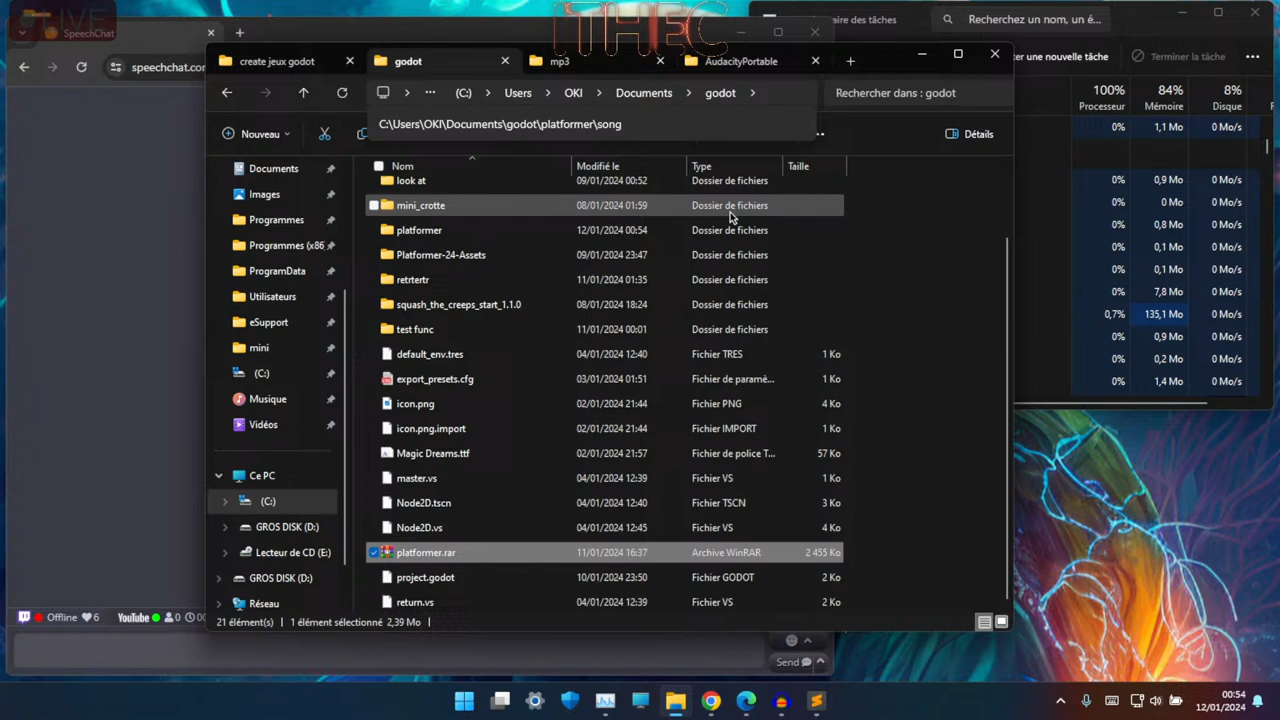 LIVE
iTHEC
SpeechChat
speechchat.com
aire des tâches
Recherchez un nom, un é...
er une nouvelle tâche
Terminer la tâche
create jeux godot
godot
mp3
AudacityPortable
(C:) > Users > OKI > Documents > godot >
Rechercher dans : godot
C:\Users\OKI\Documents\godot\platformer\song
Nouveau
Détails
100% 84% 8%
Processeur Mémoire Disque
0% 1,1 Mo 0 Mo/s
0% 0,9 Mo 0 Mo/s
0% 0,9 Mo 0 Mo/s
0% 0,8 Mo 0 Mo/s
0% 0,1 Mo 0 Mo/s
0% 0,1 Mo 0 Mo/s
0% 7,8 Mo 0 Mo/s
0,7% 135,1 Mo 0 Mo/s
0% 0,9 Mo 0 Mo/s
0% 0,2 Mo 0 Mo/s
0% 1,4 Mo 0 Mo/s
Documents
Images
Programmes
Programmes (x86
ProgramData
Utilisateurs
eSupport
mini
(C:)
Musique
Vidéos
Ce PC
(C:)
GROS DISK (D:)
Lecteur de CD (E:)
GROS DISK (D:)
Réseau
Nom Modifié le Type Taille
look at 09/01/2024 00:52 Dossier de fichiers
mini_crotte 08/01/2024 01:59 Dossier de fichiers
platformer 12/01/2024 00:54 Dossier de fichiers
Platformer-24-Assets 09/01/2024 23:47 Dossier de fichiers
retrtertr 11/01/2024 01:35 Dossier de fichiers
squash_the_creeps_start_1.1.0 08/01/2024 18:24 Dossier de fichiers
test func 11/01/2024 00:01 Dossier de fichiers
default_env.tres 04/01/2024 12:40 Fichier TRES 1 Ko
export_presets.cfg 03/01/2024 01:51 Fichier de paramè... 1 Ko
icon.png 02/01/2024 21:44 Fichier PNG 4 Ko
icon.png.import 02/01/2024 21:44 Fichier IMPORT 1 Ko
Magic Dreams.ttf 02/01/2024 21:57 Fichier de police T... 57 Ko
master.vs 04/01/2024 12:39 Fichier VS 1 Ko
Node2D.tscn 04/01/2024 12:40 Fichier TSCN 3 Ko
Node2D.vs 04/01/2024 12:45 Fichier VS 4 Ko
platformer.rar 11/01/2024 16:37 Archive WinRAR 2 455 Ko
project.godot 10/01/2024 23:50 Fichier GODOT 2 Ko
return.vs 04/01/2024 12:39 Fichier VS 2 Ko
21 élément(s) | 1 élément sélectionné 2,39 Mo |
Offline 6 YouTube 0
Send
00:54
12/01/2024